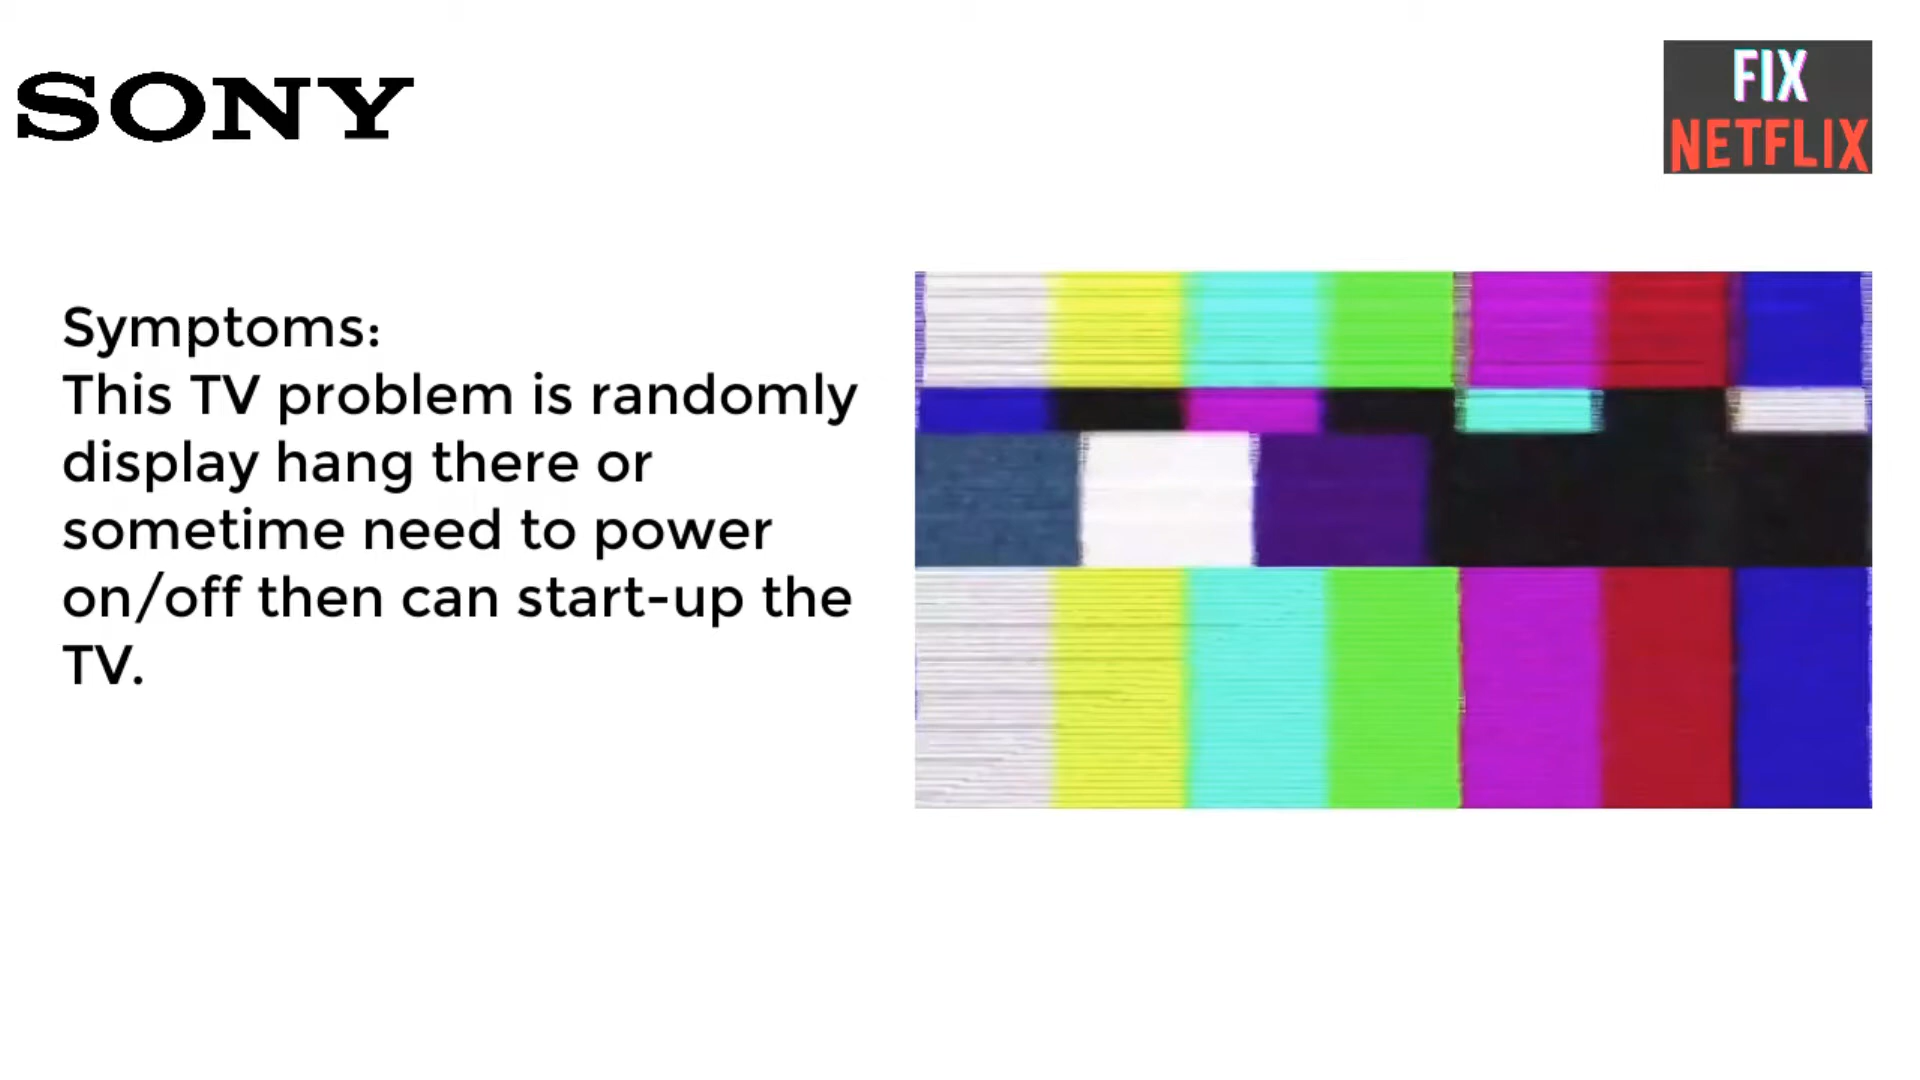 SONY
FIX
NETFLIX
Symptoms:
This TV problem is randomly
display hang there or
sometime need to power
on/off then can start-up the
TV.